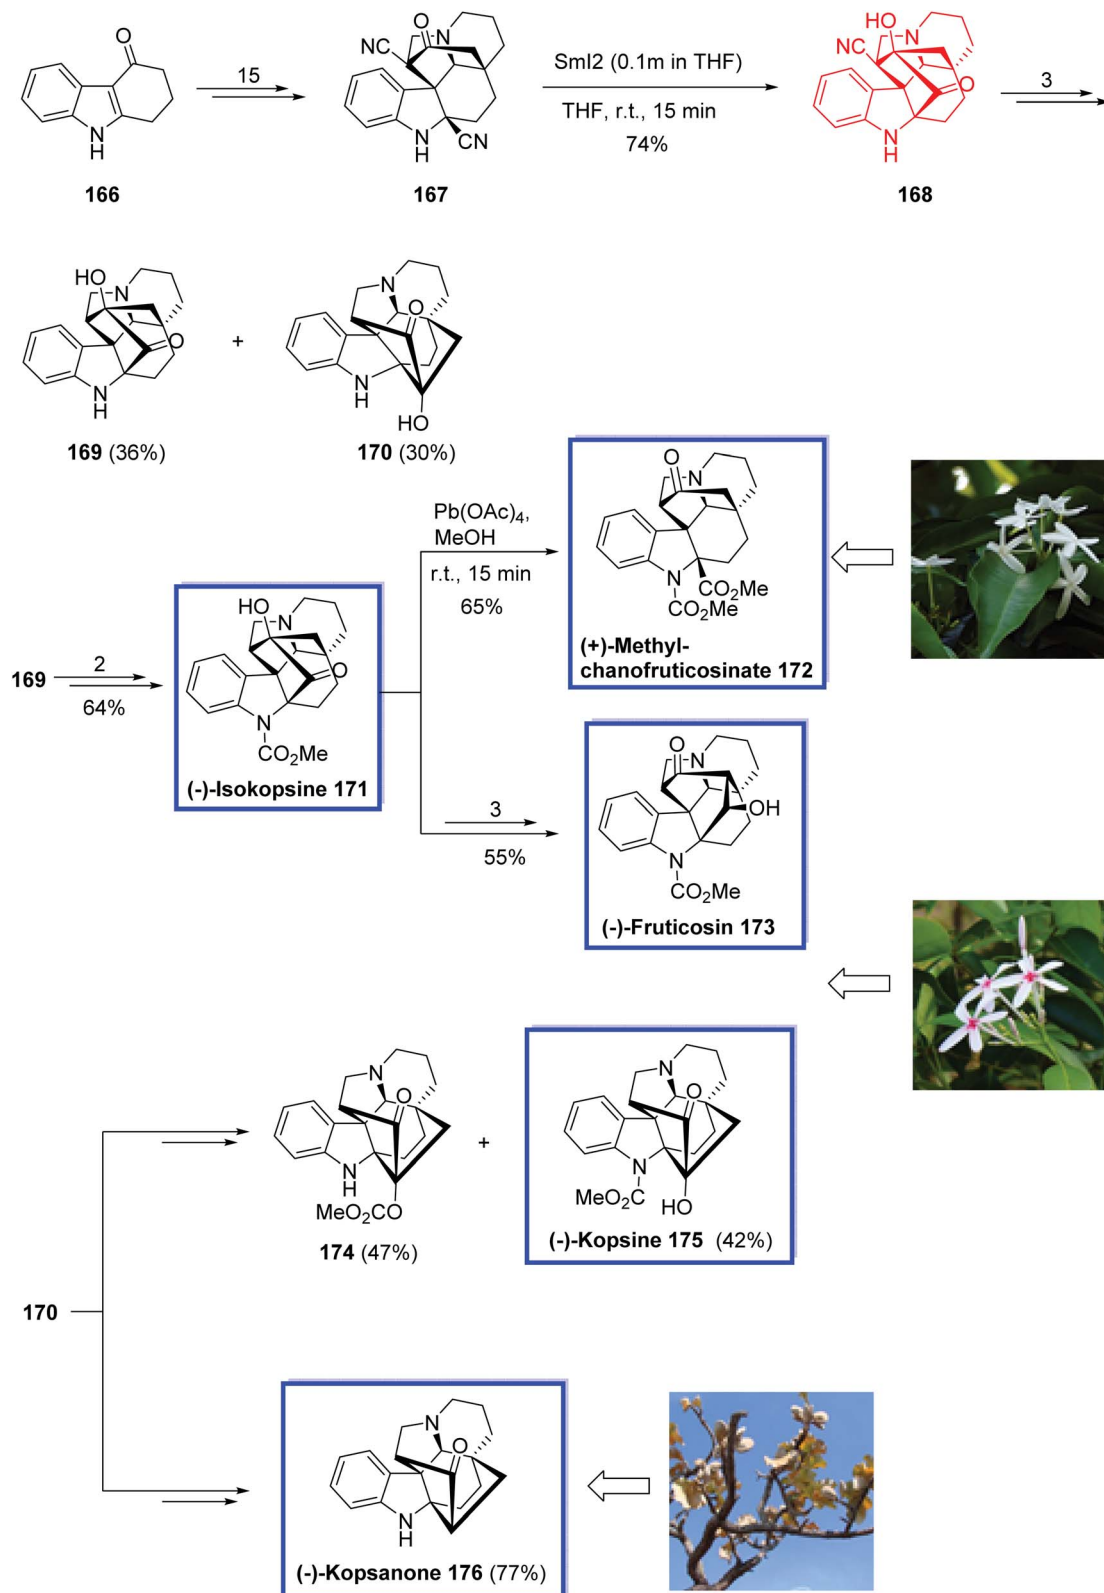 O
N
H
166
15
O
N
NC
N
H
CN
167
SmI2 (0.1m in THF)
THF, r.t., 15 min
74%
HO
N
NC
O
N
H
168
3
HO
N
O
N
H
169 (36%)
+
N
O
NH
HO
170 (30%)
Pb(OAc)4,
MeOH
r.t., 15 min
65%
O
N
N
CO2Me
CO2Me
(+)-Methyl-
chanofruticosinate 172
169
2
64%
HO
N
O
N
CO2Me
(-)-Isokopsine 171
3
55%
O
N
OH
N
CO2Me
(-)-Fruticosin 173
170
N
O
N
H
MeO2CO
174 (47%)
+
N
O
N
MeO2C
HO
(-)-Kopsine 175 (42%)
N
O
N
H
(-)-Kopsanone 176 (77%)